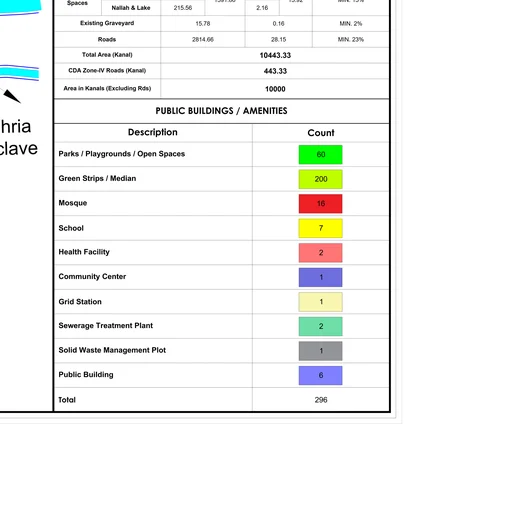 Spaces
Nallah & Lake 215.56 2.16
Existing Graveyard 15.78 0.16 MIN. 2%
Roads 2814.66 28.15 MIN. 23%
Total Area (Kanal) 10443.33
CDA Zone-IV Roads (Kanal) 443.33
Area in Kanals (Excluding Rds) 10000
hria
clave
PUBLIC BUILDINGS / AMENITIES
Description Count
Parks / Playgrounds / Open Spaces 60
Green Strips / Median 200
Mosque 16
School 7
Health Facility 2
Community Center 1
Grid Station 1
Sewerage Treatment Plant 2
Solid Waste Management Plot 1
Public Building 6
Total 296